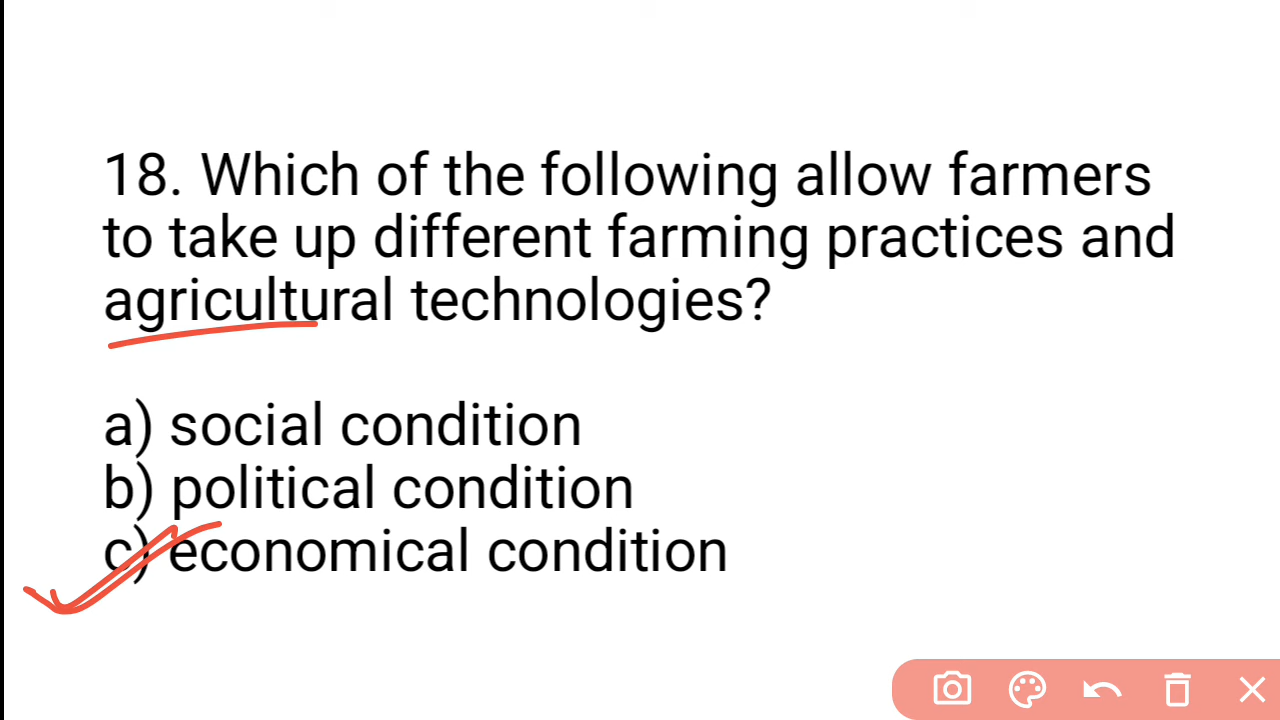 18. Which of the following allow farmers
to take up different farming practices and
agricultural technologies?
a) social condition
b) political condition
c) economical condition